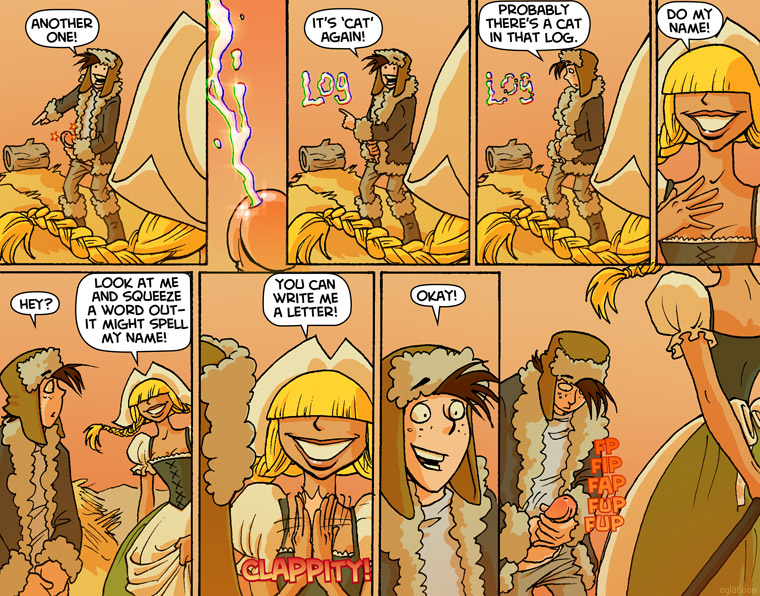 ANOTHER
ONE!
IT'S 'CAT'
AGAIN!
Log
PROBABLY
THERE'S A CAT
IN THAT LOG.
Log
DO MY
NAME!
HEY?
LOOK AT ME
AND SQUEEZE
A WORD OUT-
IT MIGHT SPELL
MY NAME!
YOU CAN
WRITE ME
A LETTER!
CLAPPITY!
OKAY!
FP
FIP
FAP
FUP
FUP
oglaf.com